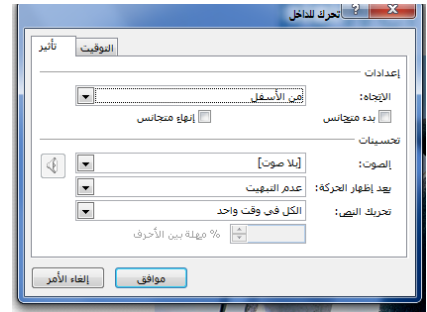 تحرك للداخل
تأثير
التوقيت
إعدادات
الاتجاه:
من الأسفل
بدء متجانس
إنهاء متجانس
تحسينات
الصوت:
[بلا صوت]
بعد إظهار الحركة:
عدم التبهيت
تحريك النص:
الكل في وقت واحد
% مهلة بين الأحرف
موافق
إلغاء الأمر